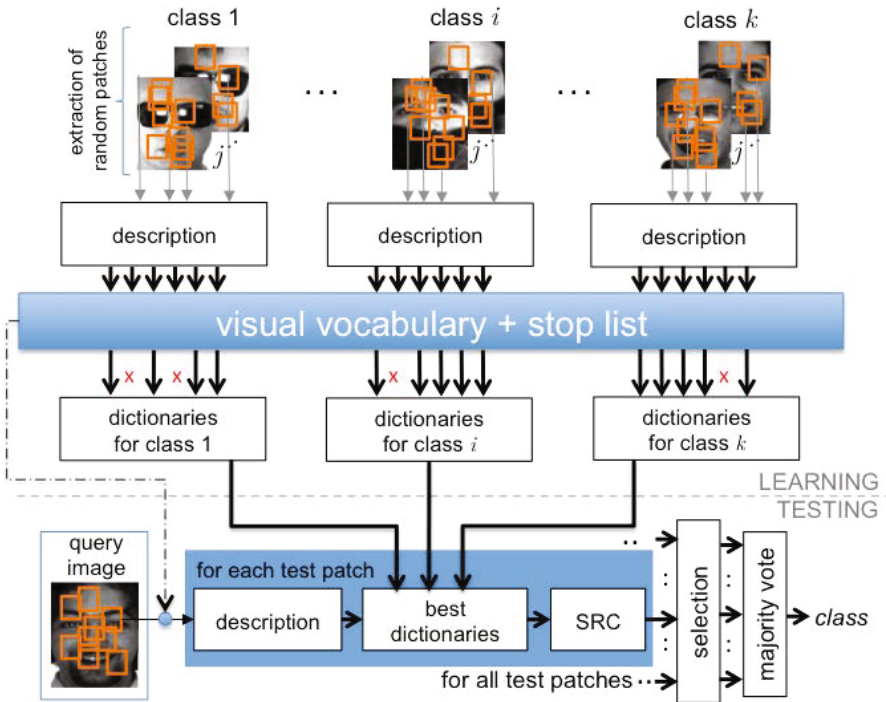 class 1
class i
class k
extraction of
random patches
...
...
j
j
j
description
description
description
visual vocabulary + stop list
x
x
x
x
dictionaries
for class 1
dictionaries
for class i
dictionaries
for class k
LEARNING
TESTING
query
image
for each test patch
description
best
dictionaries
SRC
selection
majority vote
class
for all test patches